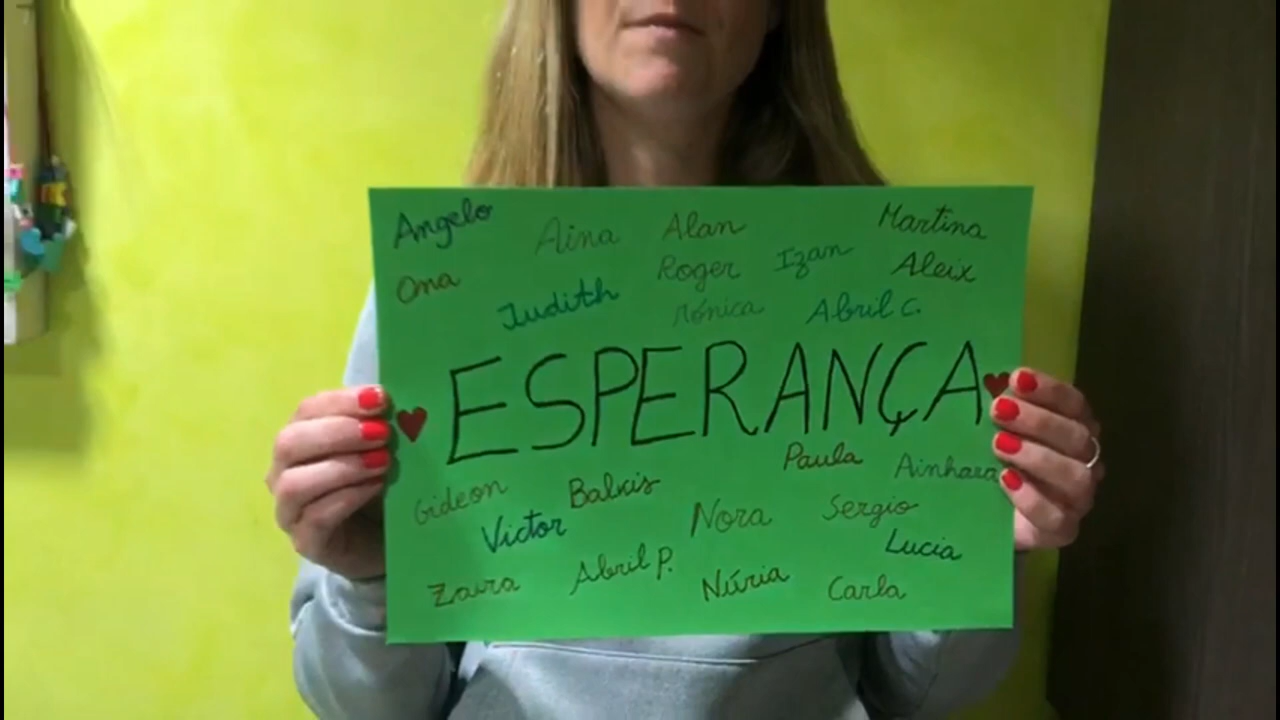 Angelo Aina Alan Martina
Ona Roger Izan Aleix
Judith Abril C.
ESPERANÇA
Paula Ainhara
Gideon Balkis
Victor Nora Sergio
Lucia
Zaira Abril P. Núria Carla